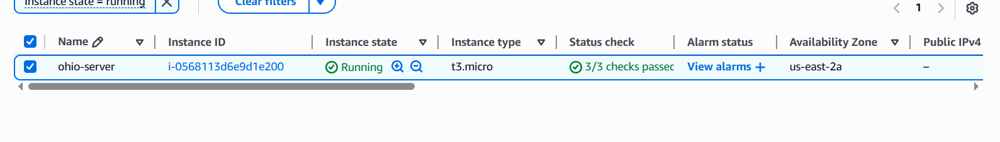 Instance state = running
Clear filters
1
Name Instance ID Instance state Instance type Status check Alarm status Availability Zone Public IPv4
ohio-server i-0568113d6e9d1e200 Running t3.micro 3/3 checks passed View alarms + us-east-2a –